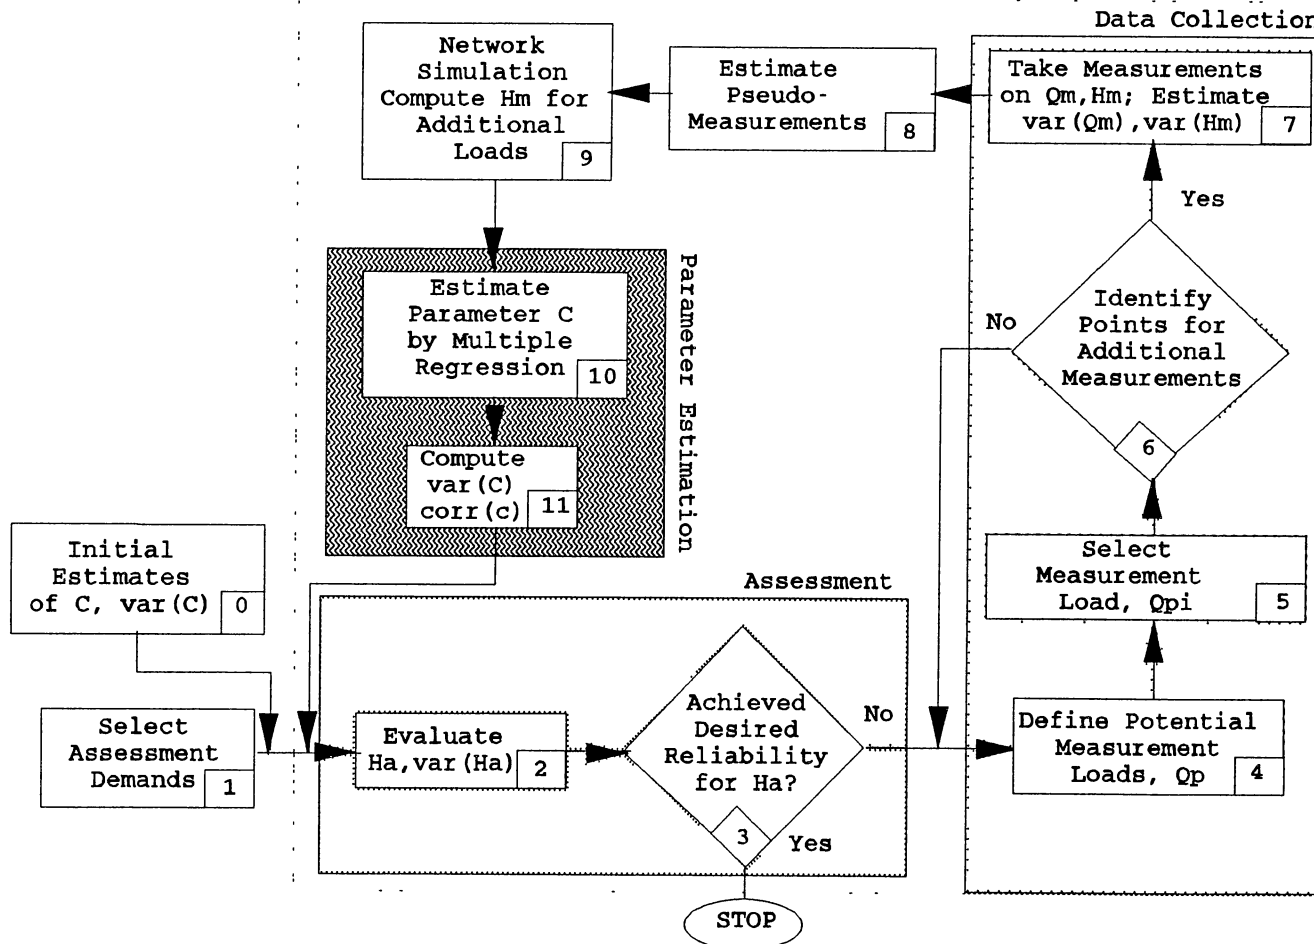 Data Collection
Network
Simulation
Compute Hm for
Additional
Loads
9
Estimate
Pseudo-
Measurements
8
Take Measurements
on Qm,Hm; Estimate
var(Qm),var(Hm)
7
Yes
Identify
Points for
Additional
Measurements
6
No
Parameter Estimation
Estimate
Parameter C
by Multiple
Regression
10
Compute
var(C)
corr(c)
11
Initial
Estimates
of C, var(C)
0
Select
Measurement
Load, Qpi
5
Assessment
Select
Assessment
Demands
1
Evaluate
Ha,var(Ha)
2
Achieved
Desired
Reliability
for Ha?
3
No
Yes
Define Potential
Measurement
Loads, Qp
4
STOP